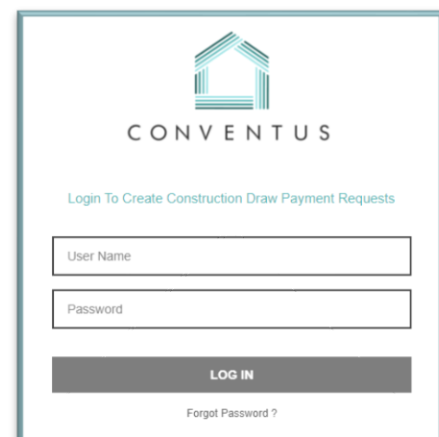 CONVENTUS
Login To Create Construction Draw Payment Requests
User Name
Password
LOG IN
Forgot Password ?